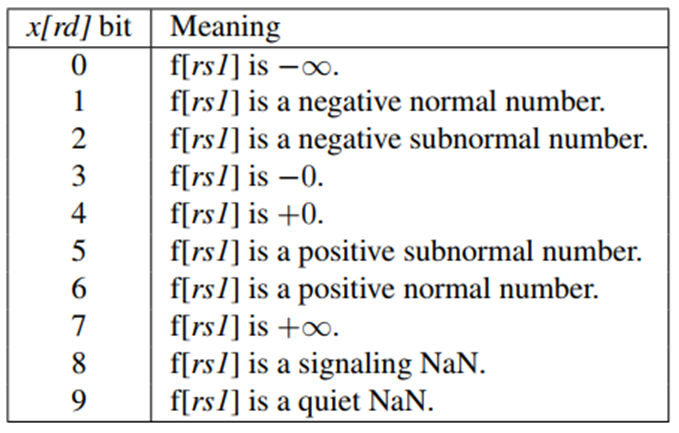 x[rd] bit Meaning
0 f[rs1] is −∞.
1 f[rs1] is a negative normal number.
2 f[rs1] is a negative subnormal number.
3 f[rs1] is −0.
4 f[rs1] is +0.
5 f[rs1] is a positive subnormal number.
6 f[rs1] is a positive normal number.
7 f[rs1] is +∞.
8 f[rs1] is a signaling NaN.
9 f[rs1] is a quiet NaN.